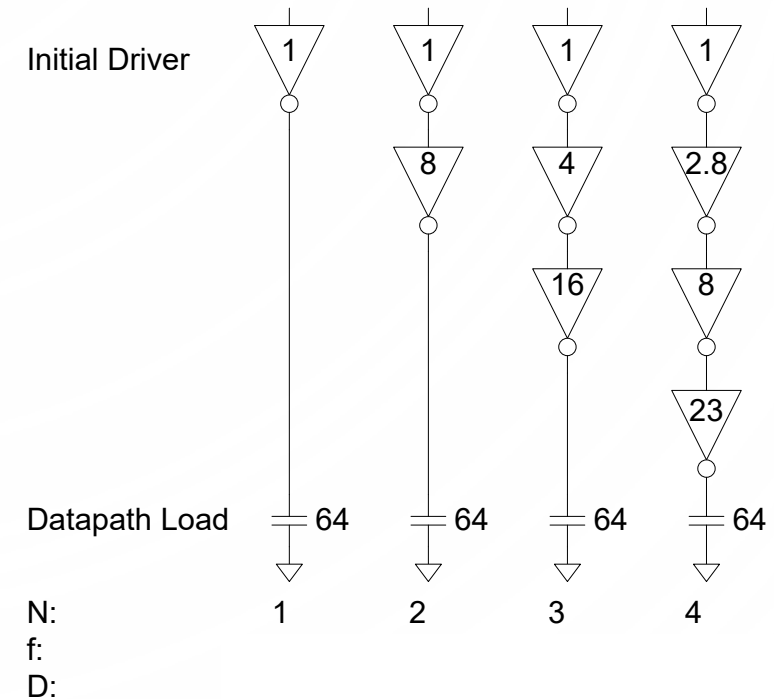 Initial Driver 1 1 1 1
8 4 2.8
16 8
23
Datapath Load 64 64 64 64
N: 1 2 3 4
f:
D: